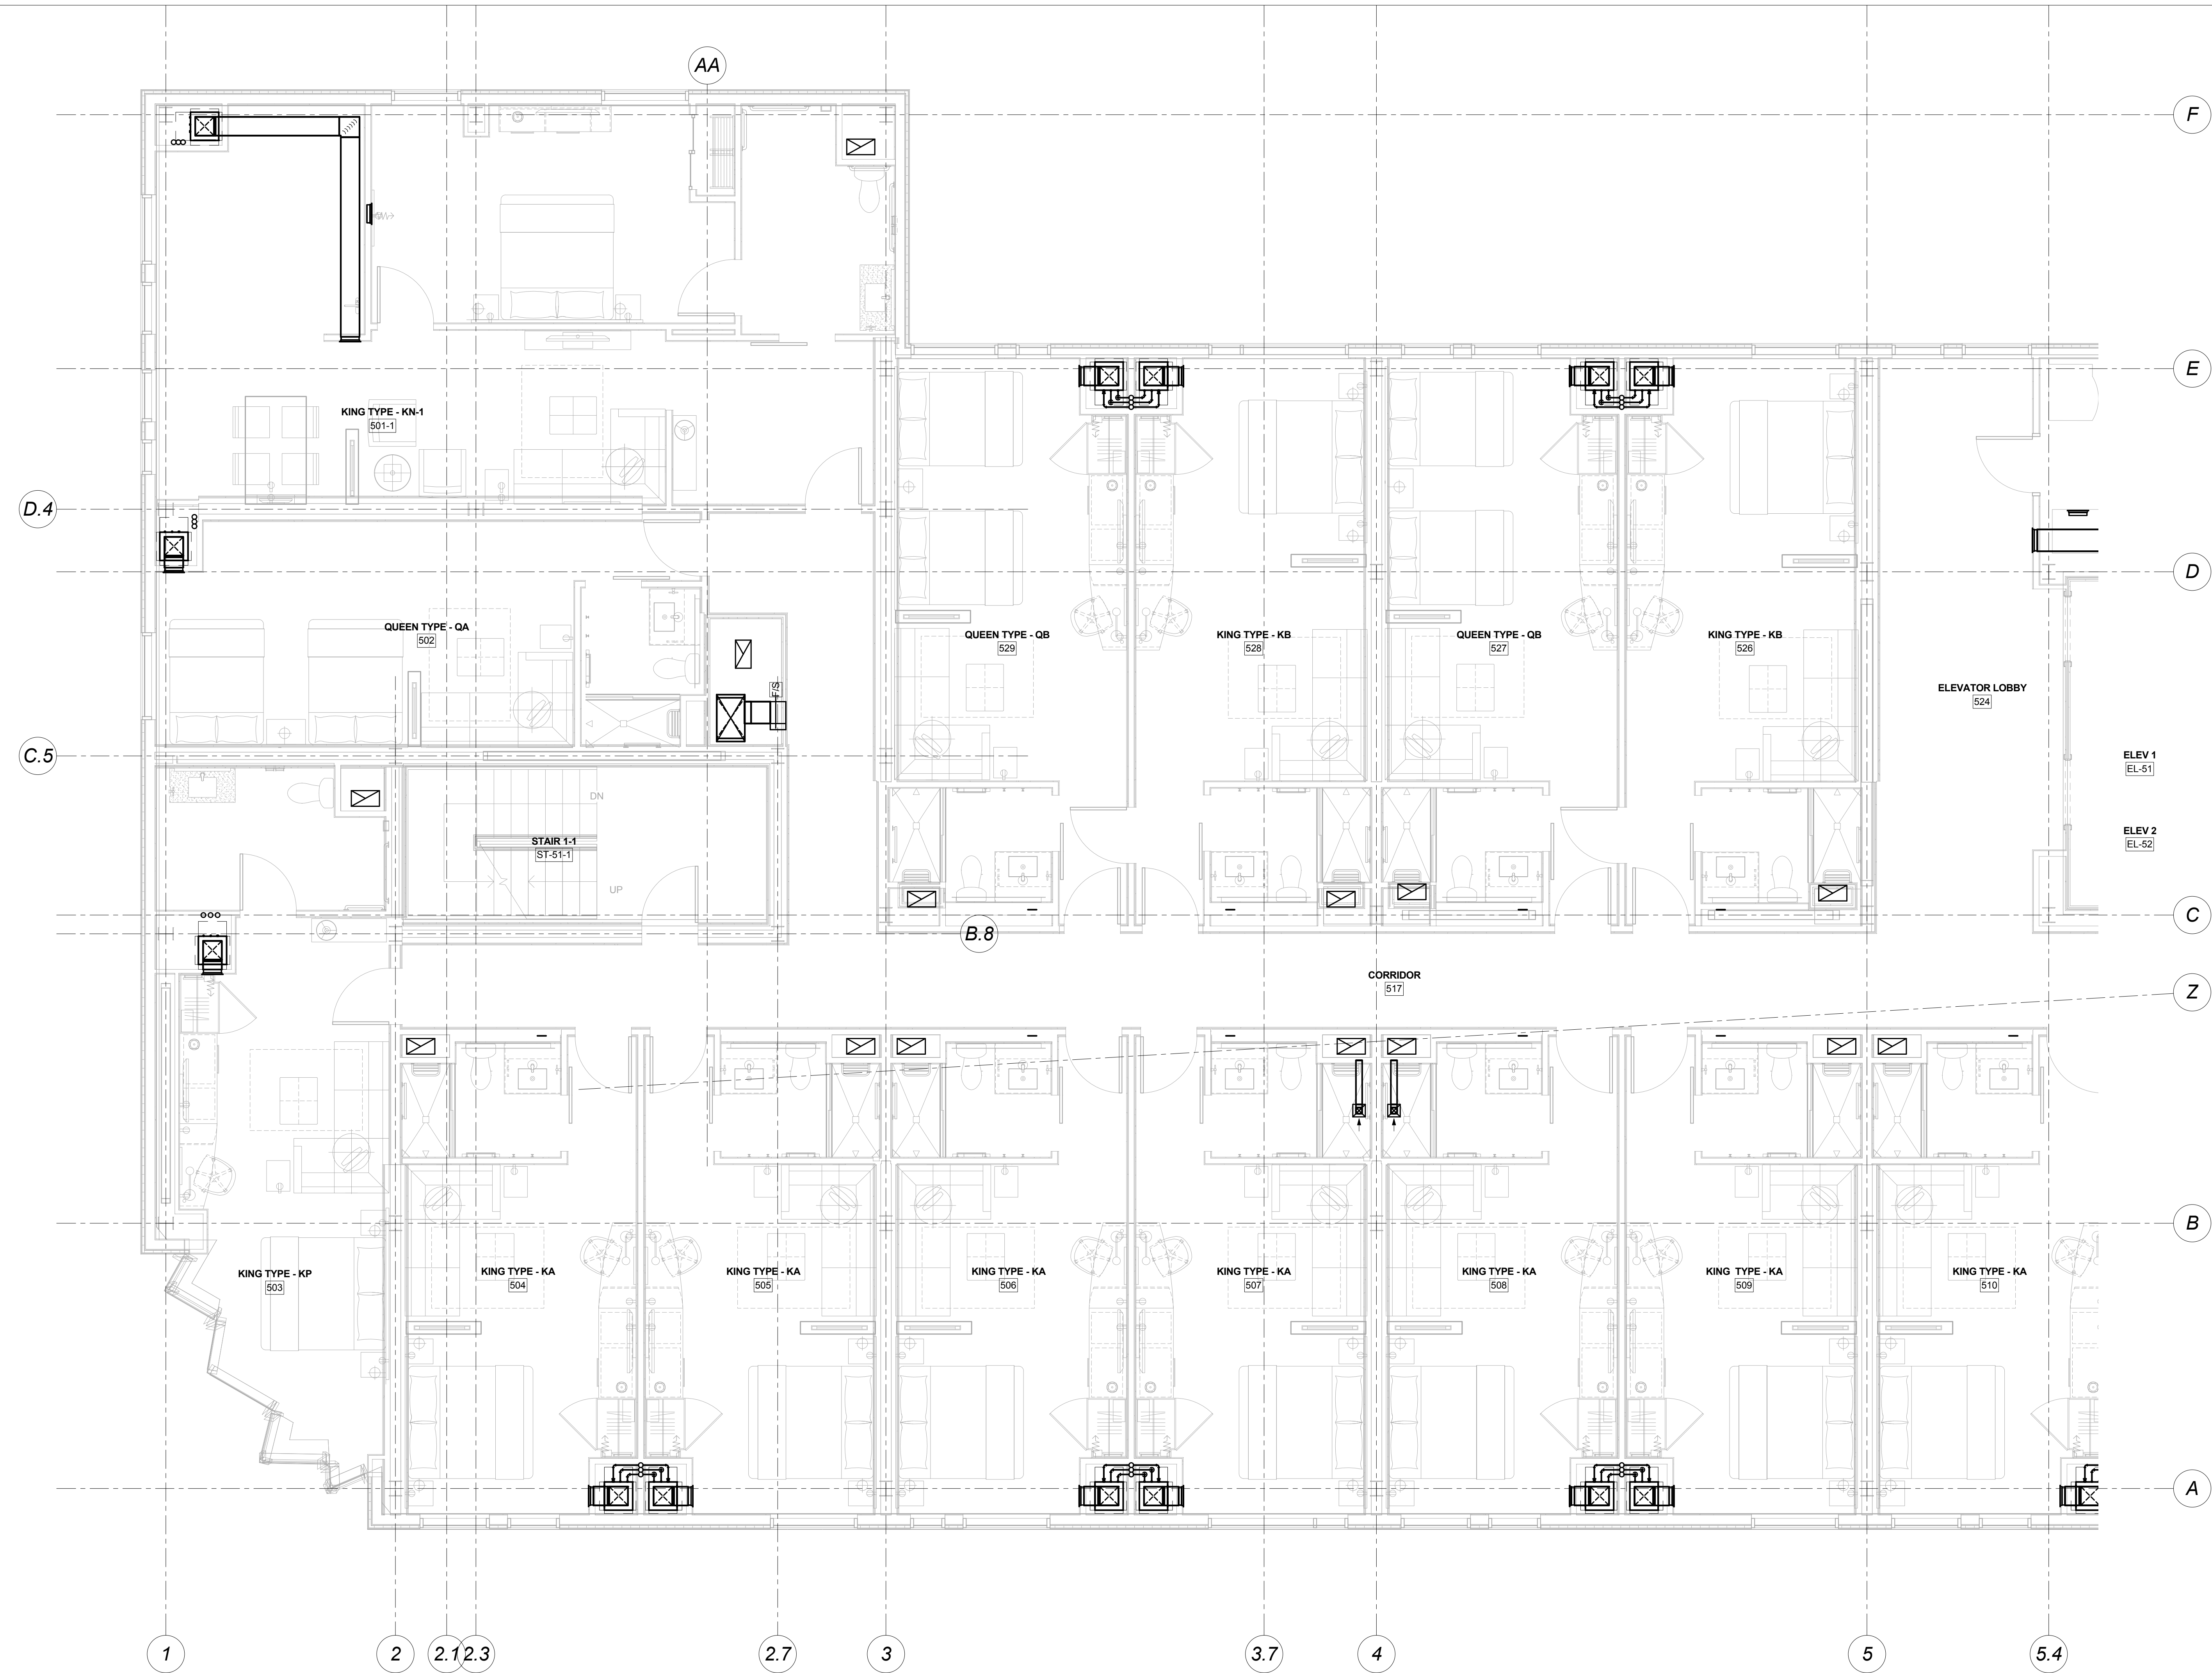 AA
F
E
KING TYPE - KN-1
501-1
D.4
D
QUEEN TYPE - QA
502
QUEEN TYPE - QB
529
KING TYPE - KB
528
QUEEN TYPE - QB
527
KING TYPE - KB
526
F/S
ELEVATOR LOBBY
524
C.5
ELEV 1
EL-51
DN
STAIR 1-1
ST-51-1
UP
ELEV 2
EL-52
C
B.8
CORRIDOR
517
Z
B
KING TYPE - KP
503
KING TYPE - KA
504
KING TYPE - KA
505
KING TYPE - KA
506
KING TYPE - KA
507
KING TYPE - KA
508
KING TYPE - KA
509
KING TYPE - KA
510
A
1
2
2.1
2.3
2.7
3
3.7
4
5
5.4